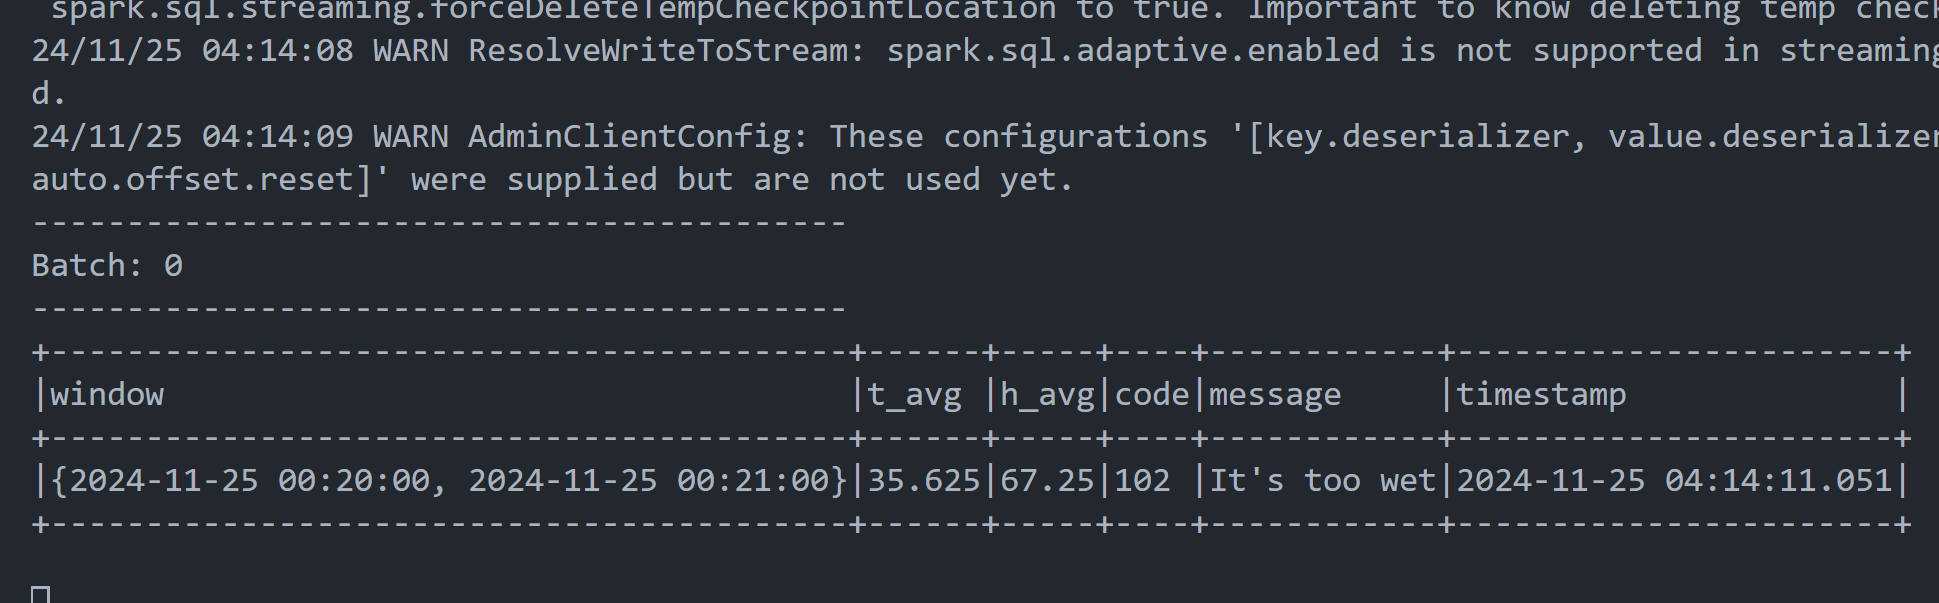 spark.sql.streaming.forceDeleteTempCheckpointLocation to true. Important to know deleting temp check
24/11/25 04:14:08 WARN ResolveWriteToStream: spark.sql.adaptive.enabled is not supported in streaming
d.
24/11/25 04:14:09 WARN AdminClientConfig: These configurations '[key.deserializer, value.deserializer
auto.offset.reset]' were supplied but are not used yet.
-------------------------------------------
Batch: 0
-------------------------------------------
+------------------------------------------+------+-----+----+------------+-----------------------+
|window                                    |t_avg |h_avg|code|message     |timestamp              |
+------------------------------------------+------+-----+----+------------+-----------------------+
|{2024-11-25 00:20:00, 2024-11-25 00:21:00}|35.625|67.25|102 |It's too wet|2024-11-25 04:14:11.051|
+------------------------------------------+------+-----+----+------------+-----------------------+